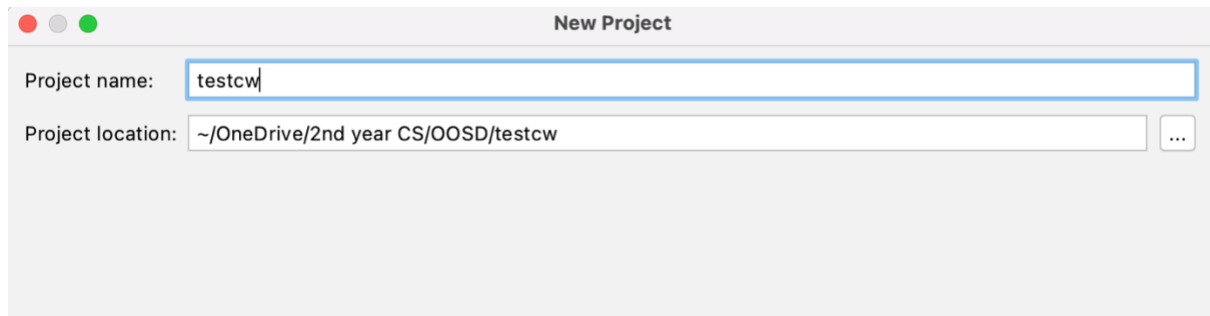 New Project
Project name: testcw
Project location: ~/OneDrive/2nd year CS/OOSD/testcw ...